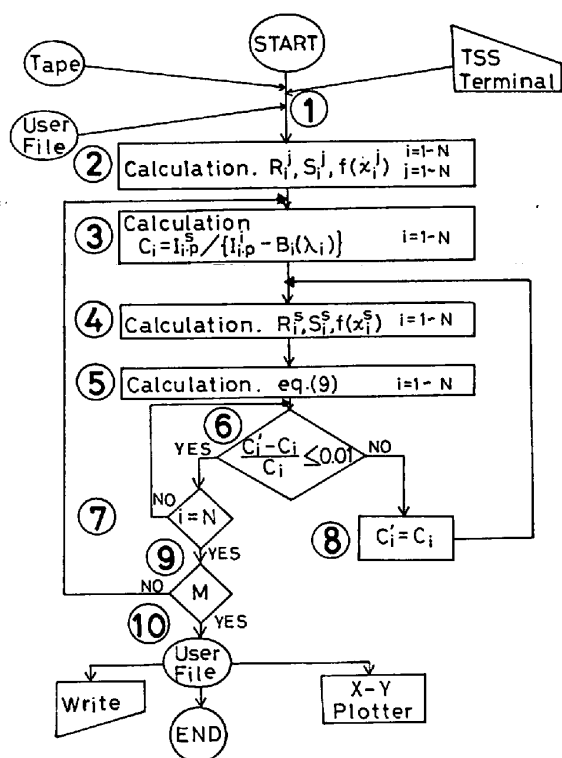 START
Tape
TSS
Terminal
①
User
File
② Calculation. R_i^j, S_i^j, f(x_i^j) i=1~N
j=1~N
③ Calculation
C_i = I_{i·p}^s / {I_{i·p}^i - B_i(λ_i)} i=1~N
④ Calculation. R_i^s, S_i^s, f(x_i^s) i=1~N
⑤ Calculation. eq.(9) i=1~N
⑥
YES (C_i' - C_i) / C_i ≤ 0.01 NO
⑦ NO i=N
⑧ C_i' = C_i
⑨ YES
NO M
⑩ YES
User
File
Write
X-Y
Plotter
END